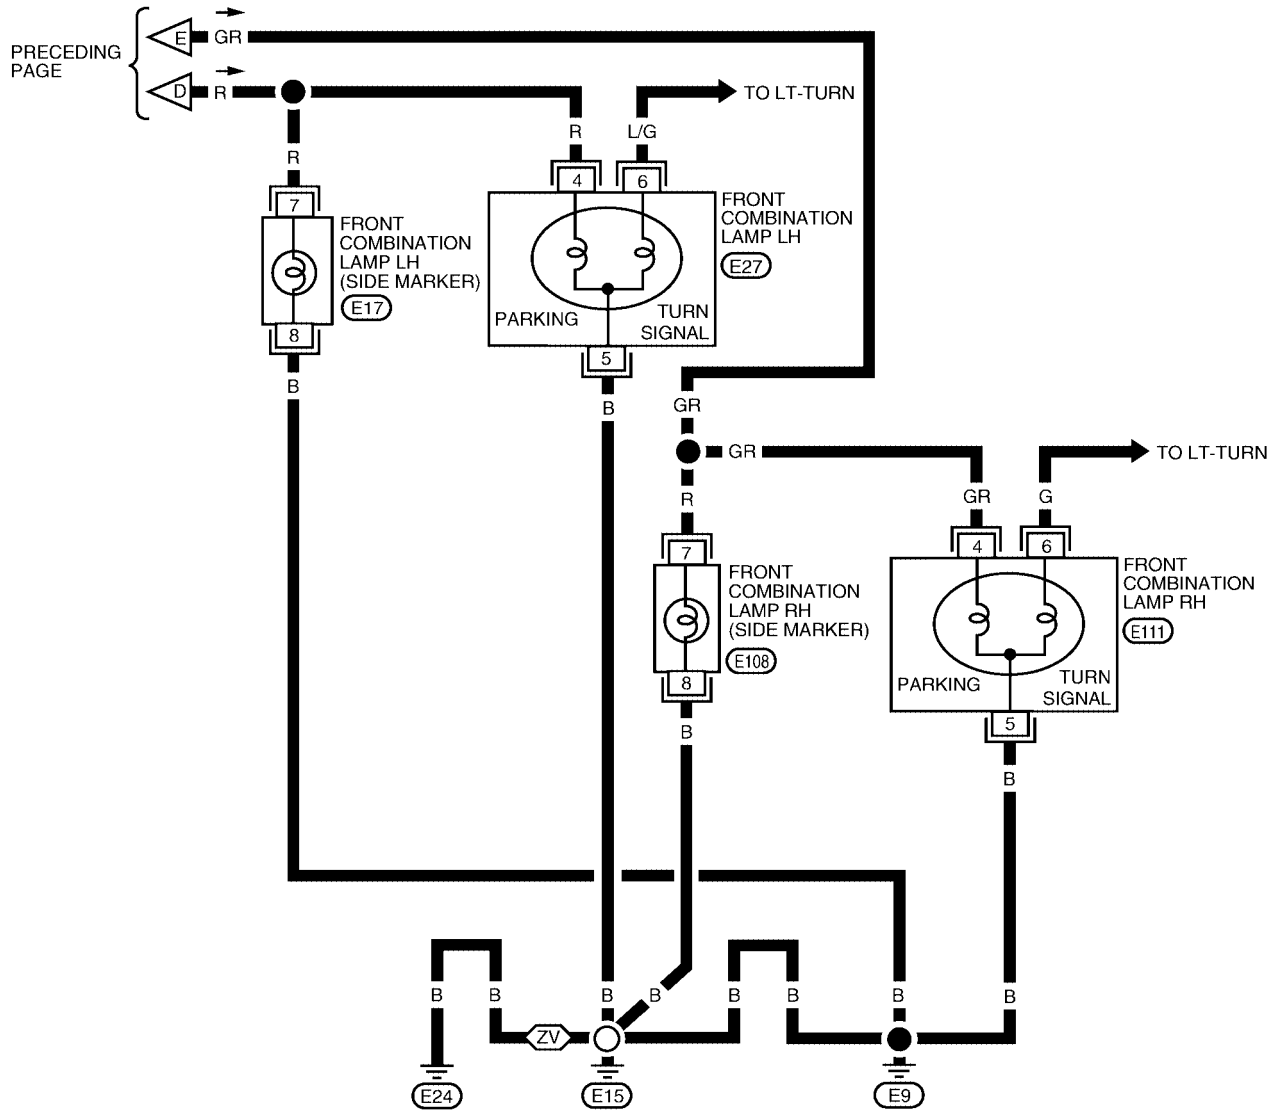 PRECEDING
PAGE
E
GR
D
R
R
R
L/G
TO LT-TURN
7
FRONT
COMBINATION
LAMP LH
(SIDE MARKER)
E17
8
B
4
6
FRONT
COMBINATION
LAMP LH
E27
PARKING
TURN
SIGNAL
5
B
GR
GR
R
GR
G
TO LT-TURN
7
FRONT
COMBINATION
LAMP RH
(SIDE MARKER)
E108
8
B
4
6
FRONT
COMBINATION
LAMP RH
E111
PARKING
TURN
SIGNAL
5
B
B
B
B
B
B
B
B
B
ZV
E24
E15
E9